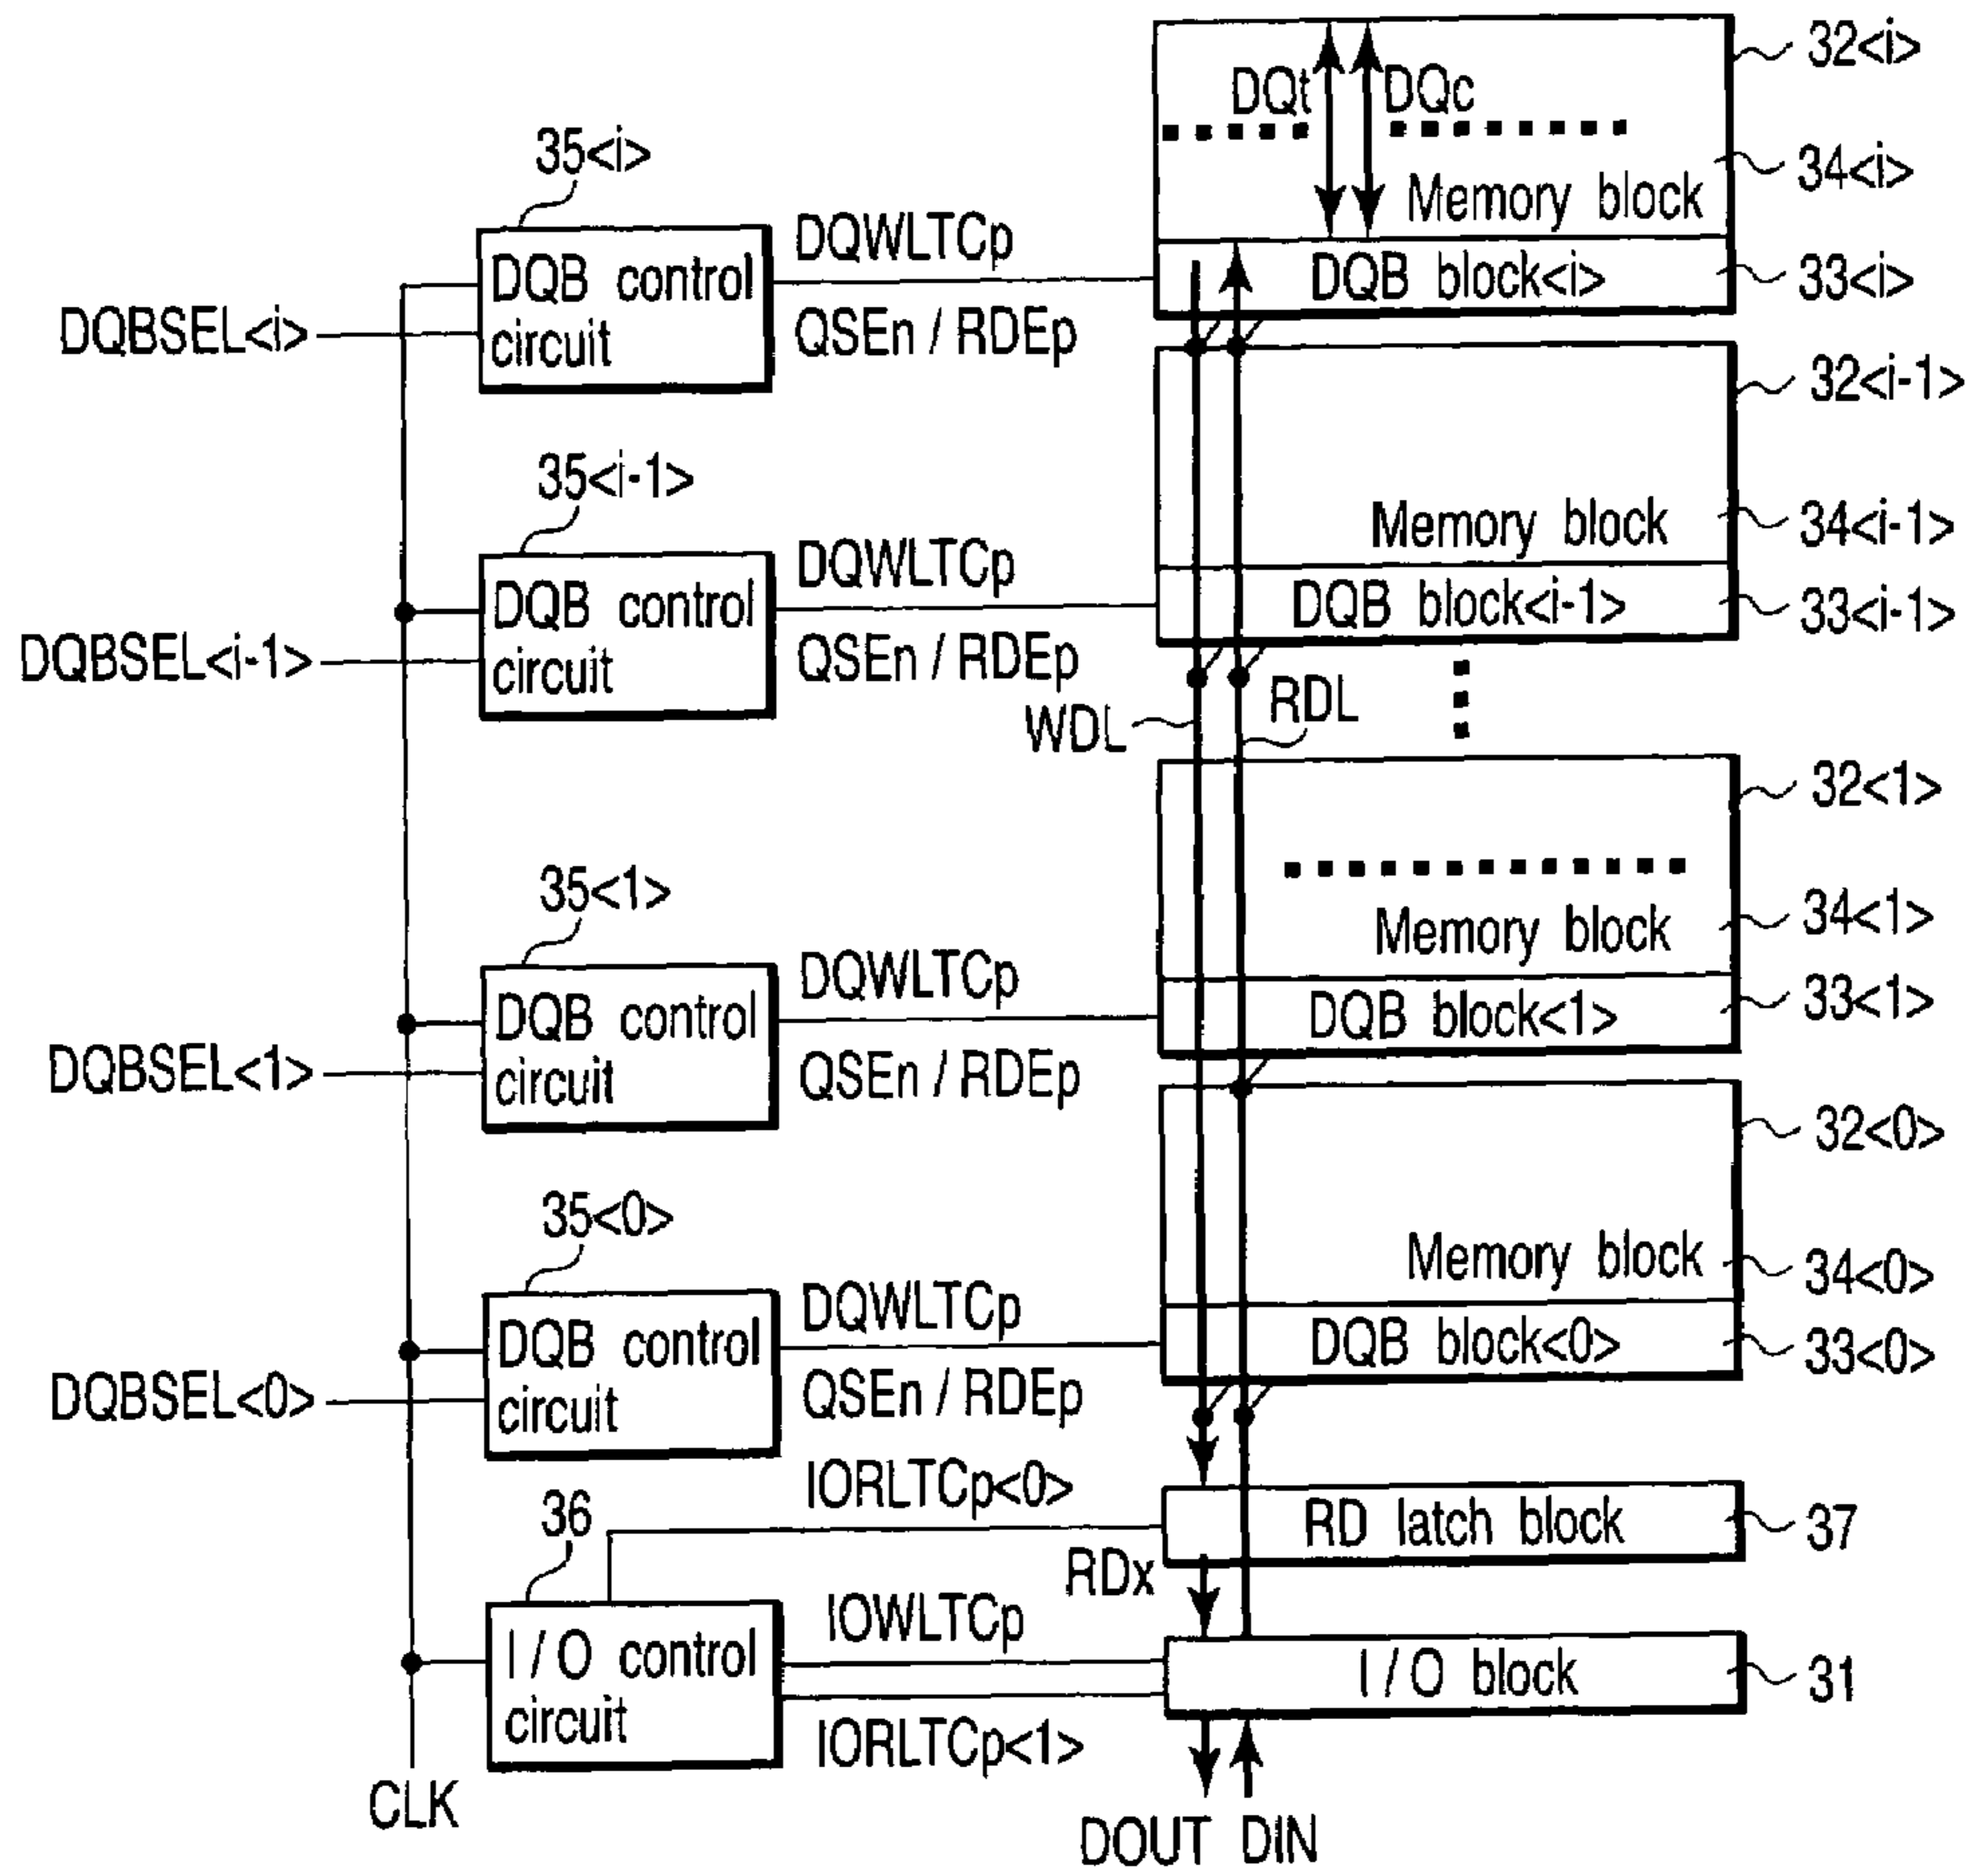 32<i>
DQt
DQc
35<i>
34<i>
Memory block
DQWLTCp
DQB control
circuit
DQB block<i>
33<i>
DQBSEL<i>
QSEn / RDEp
32<i-1>
35<i-1>
Memory block
34<i-1>
DQWLTCp
DQB control
circuit
DQB block<i-1>
33<i-1>
DQBSEL<i-1>
QSEn / RDEp
WDL
RDL
32<1>
35<1>
Memory block
34<1>
DQWLTCp
DQB control
circuit
DQB block<1>
33<1>
DQBSEL<1>
QSEn / RDEp
32<0>
35<0>
Memory block
34<0>
DQWLTCp
DQB control
circuit
DQB block<0>
33<0>
DQBSEL<0>
QSEn / RDEp
IORLTCp<0>
36
RD latch block
37
RDx
IOWLTCp
I / O control
circuit
I / O block
31
IORLTCp<1>
CLK
DOUT
DIN